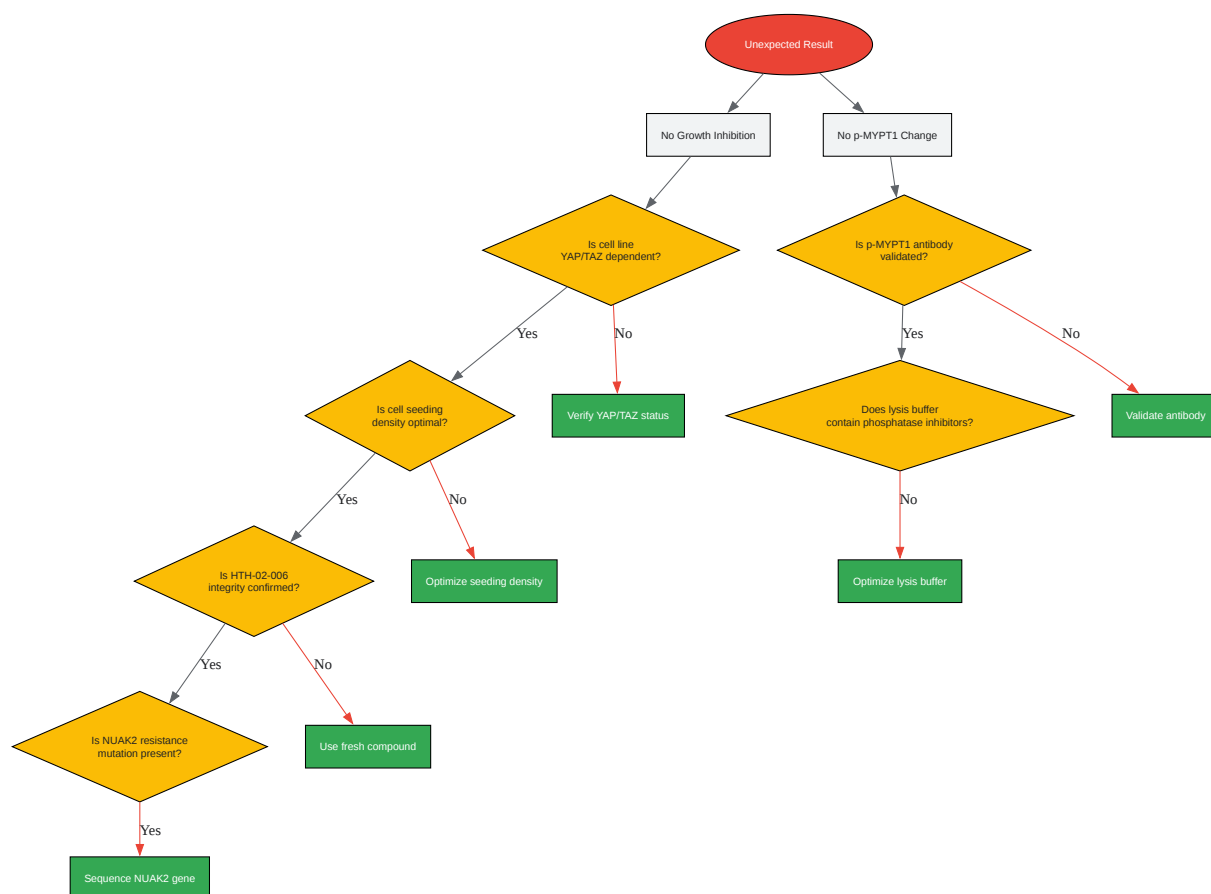 Unexpected Result
No Growth Inhibition
No p-MYPT1 Change
Is cell line
YAP/TAZ dependent?
Is p-MYPT1 antibody
validated?
Yes
No
Yes
No
Is cell seeding
density optimal?
Verify YAP/TAZ status
Does lysis buffer
contain phosphatase inhibitors?
Validate antibody
Yes
No
No
Is HTH-02-006
integrity confirmed?
Optimize seeding density
Optimize lysis buffer
Yes
No
Is NUAK2 resistance
mutation present?
Use fresh compound
Yes
Sequence NUAK2 gene